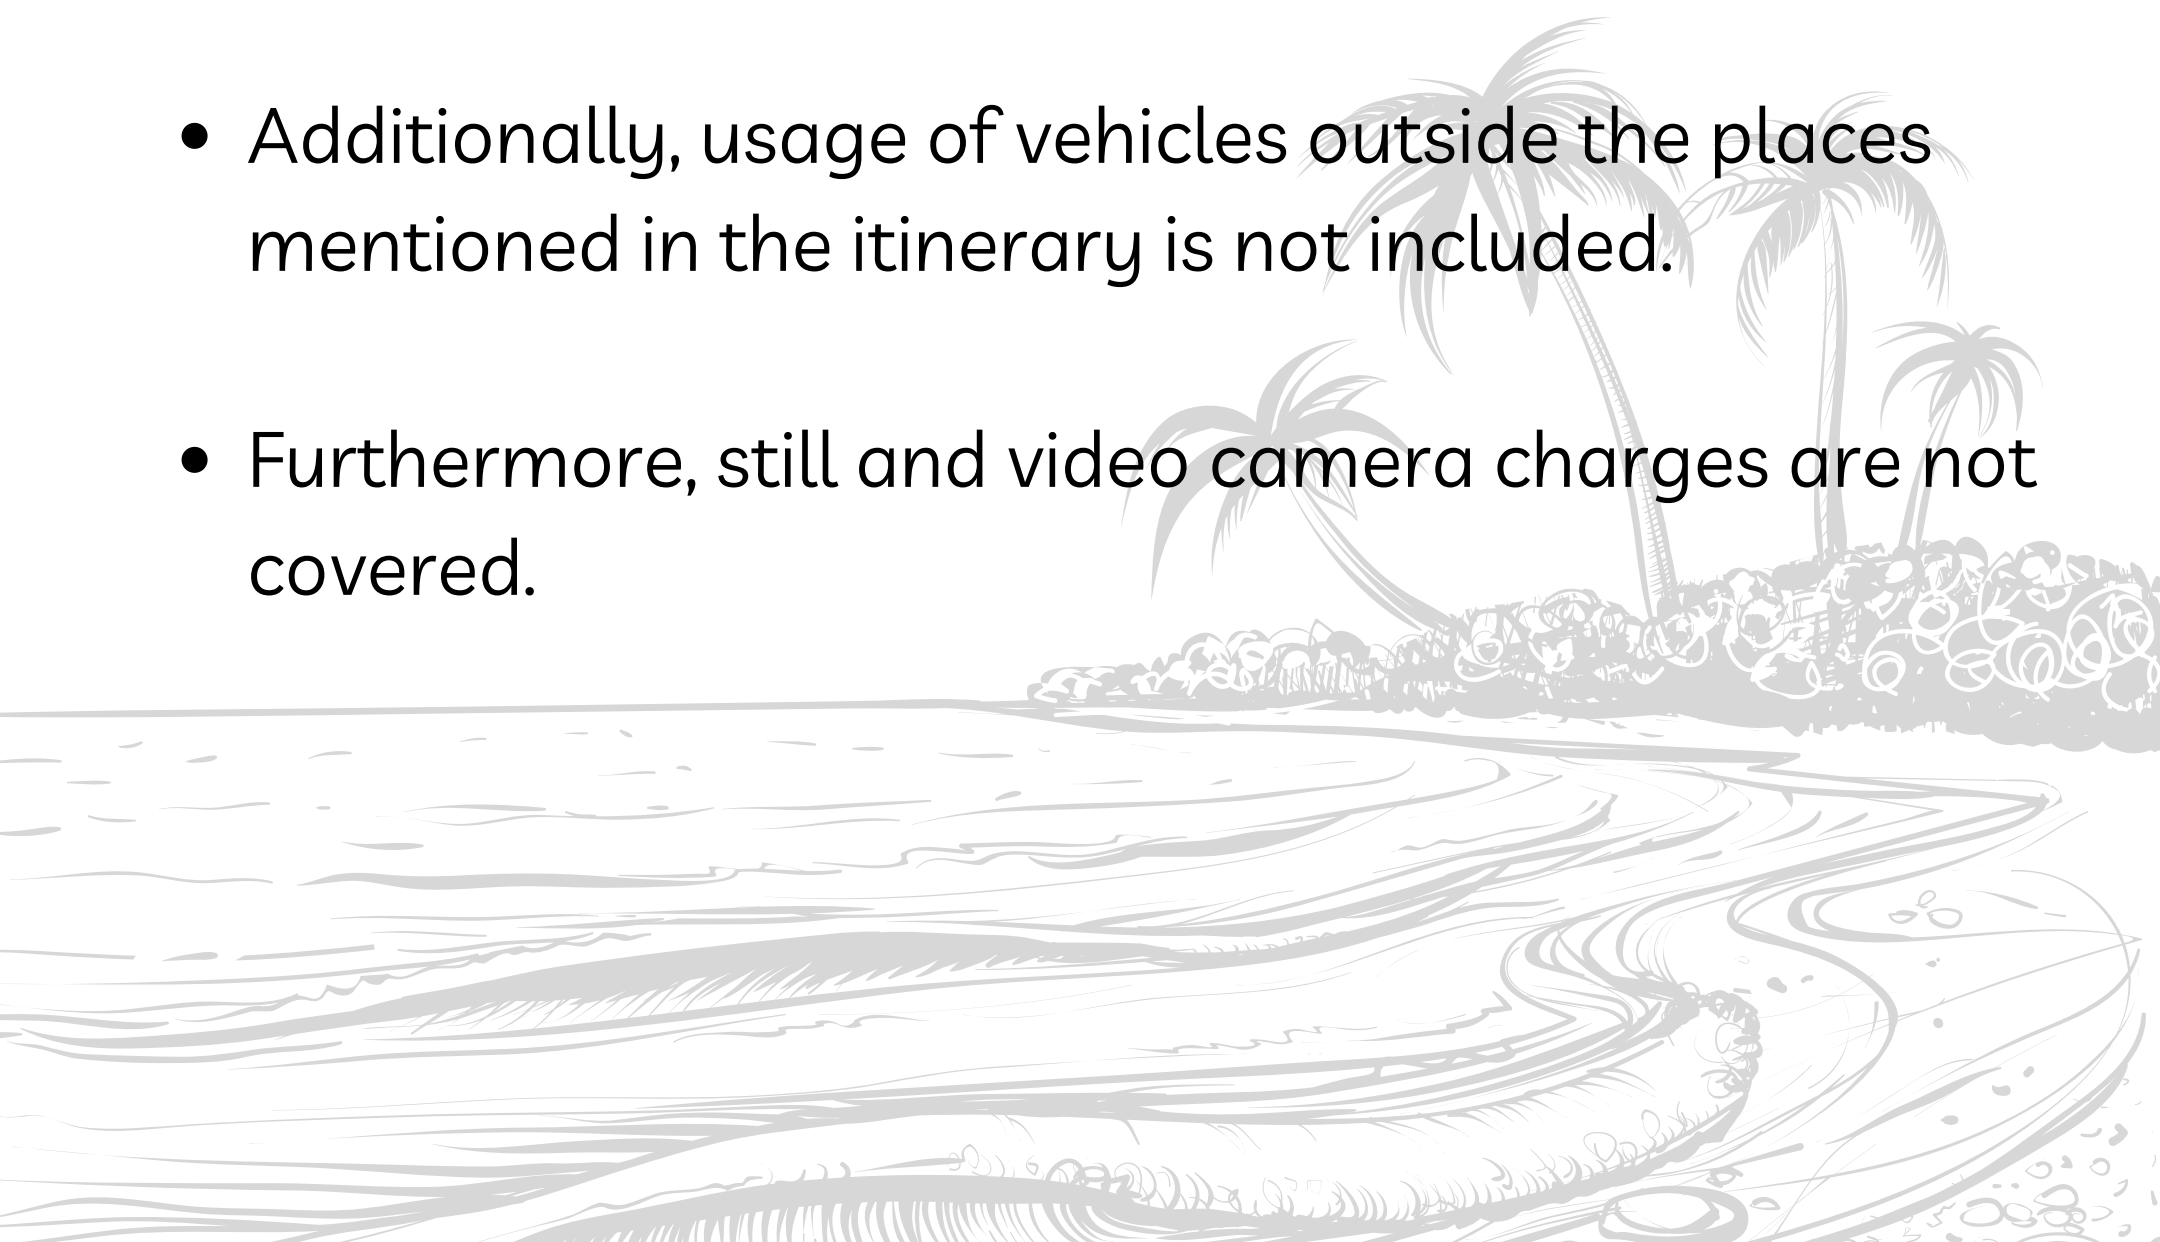 • Additionally, usage of vehicles outside the places
mentioned in the itinerary is not included.
• Furthermore, still and video camera charges are not
covered.